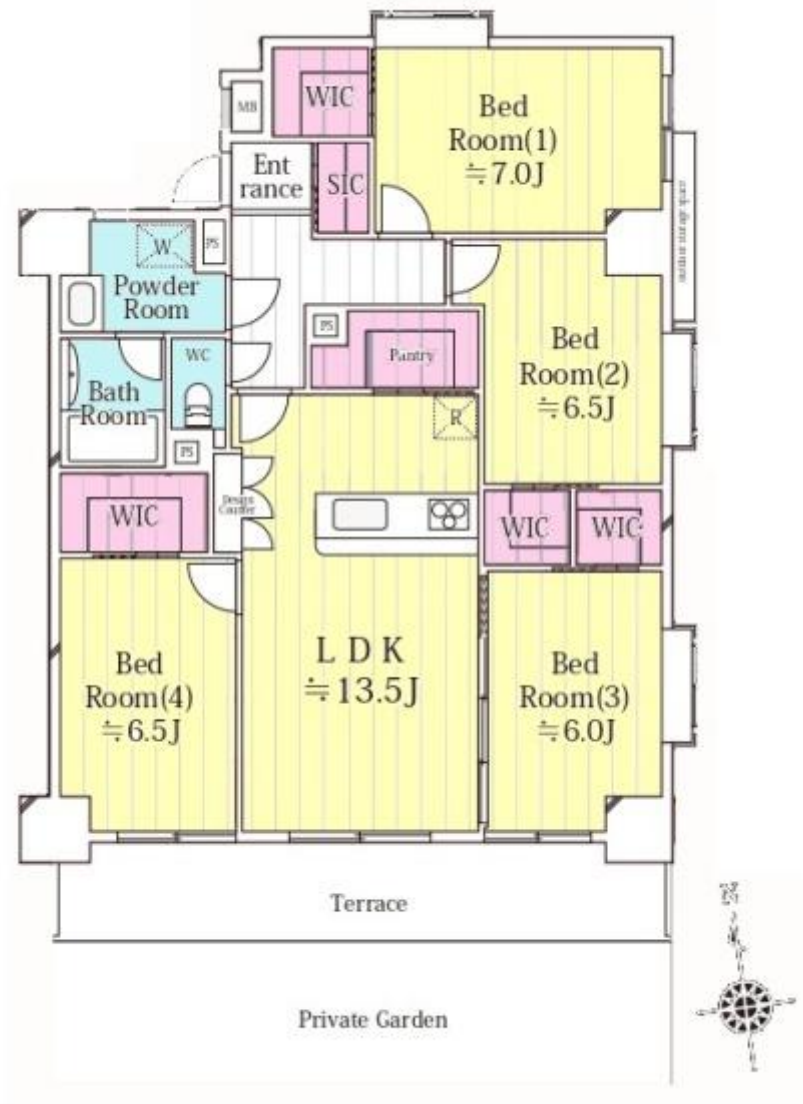 WIC
Bed
Room(1)
≒7.0J
MB
Ent
rance
SIC
W
PS
Powder
Room
PS
Pantry
Bed
Room(2)
≒6.5J
WC
Bath
Room
R
PS
WIC
Design
Counter
WIC
WIC
L D K
≒13.5J
Bed
Room(4)
≒6.5J
Bed
Room(3)
≒6.0J
Terrace
Private Garden